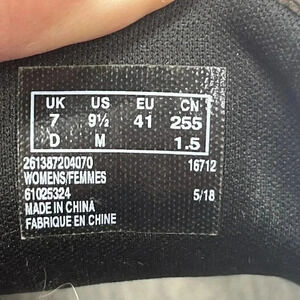 UK US EU CN
7 9½ 41 255
D M 1.5
261387204070 16712
WOMENS/FEMMES
61025324 5/18
MADE IN CHINA
FABRIQUE EN CHINE